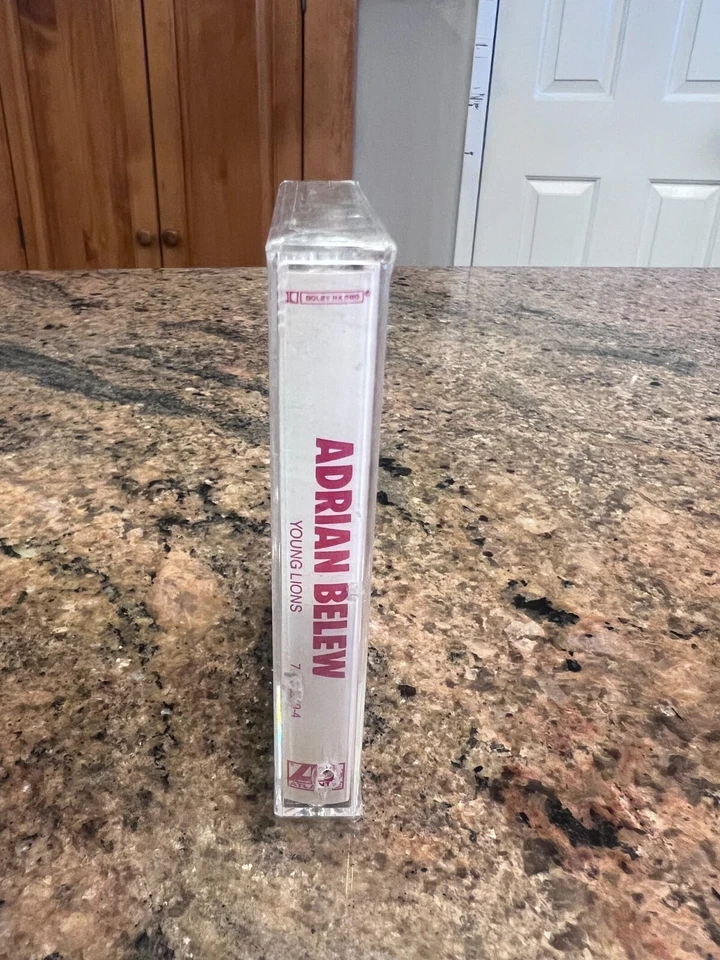 DOLBY HX PRO
ADRIAN BELEW
YOUNG LIONS